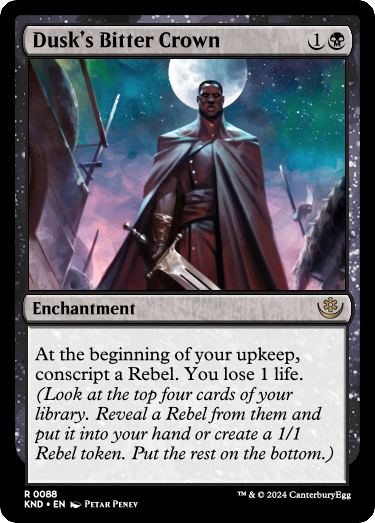 Dusk's Bitter Crown 1
Enchantment
At the beginning of your upkeep,
conscript a Rebel. You lose 1 life.
(Look at the top four cards of your
library. Reveal a Rebel from them and
put it into your hand or create a 1/1
Rebel token. Put the rest on the bottom.)
R 0088
KND • EN Petar Penev
™ & © 2024 CanterburyEgg